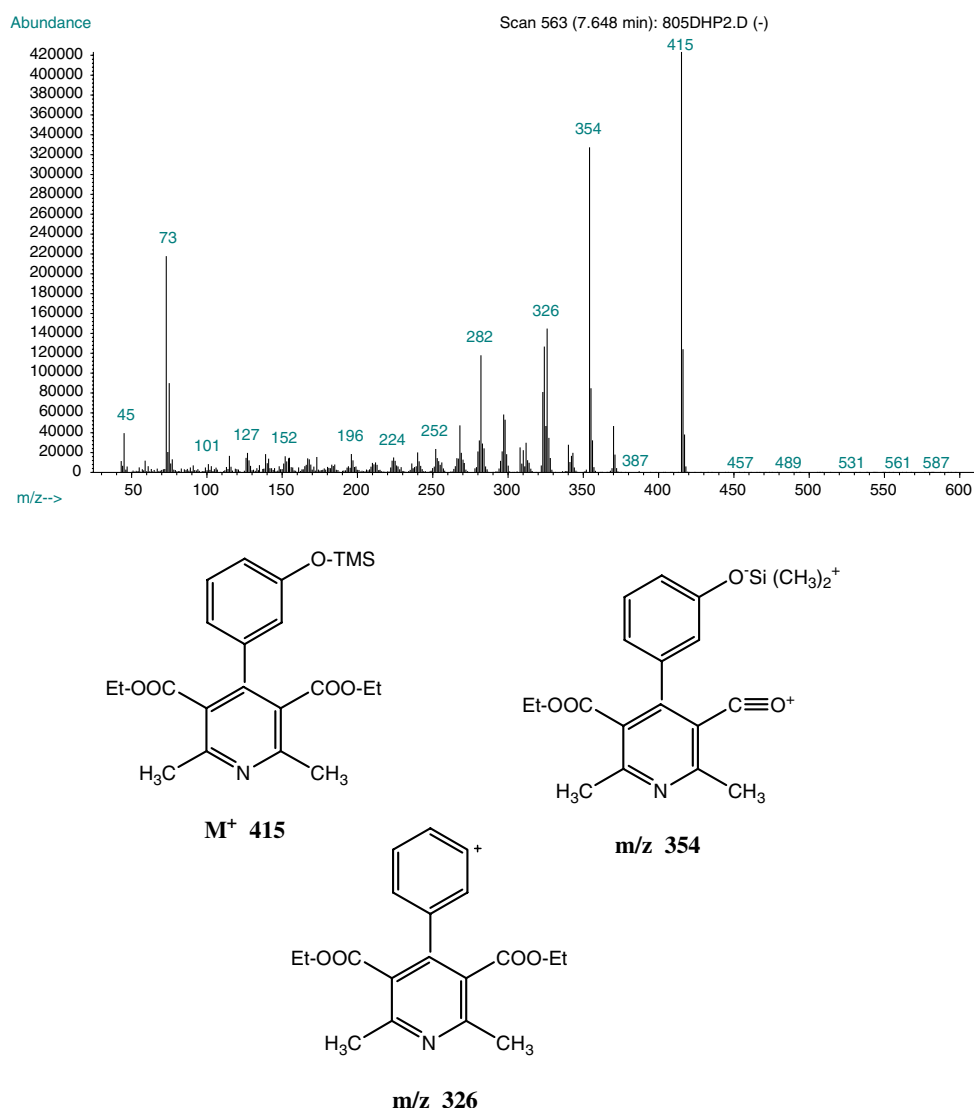 Abundance
Scan 563 (7.648 min): 805DHP2.D (-)
420000
400000
380000
360000
340000
320000
300000
280000
260000
240000
220000
200000
180000
160000
140000
120000
100000
80000
60000
40000
20000
0
415
354
73
326
282
45
101
127
152
196
224
252
387
457
489
531
561
587
50 100 150 200 250 300 350 400 450 500 550 600
m/z-->
O-TMS
Et-OOC COO-Et
H₃C N CH₃
M⁺ 415
O⁻Si (CH₃)₂⁺
Et-OOC C≡O⁺
H₃C N CH₃
m/z 354
+
Et-OOC COO-Et
H₃C N CH₃
m/z 326